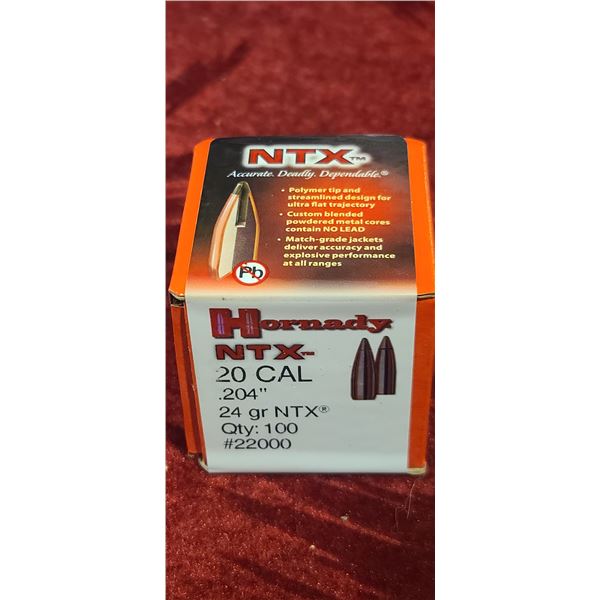 NTX™
Accurate. Deadly. Dependable.®
• Polymer tip and
streamlined design for
ultra flat trajectory
• Custom blended
powdered metal cores
contain NO LEAD
• Match-grade jackets
deliver accuracy and
explosive performance
at all ranges
Pb
Hornady
NTX™
20 CAL
.204"
24 gr NTX®
Qty: 100
#22000